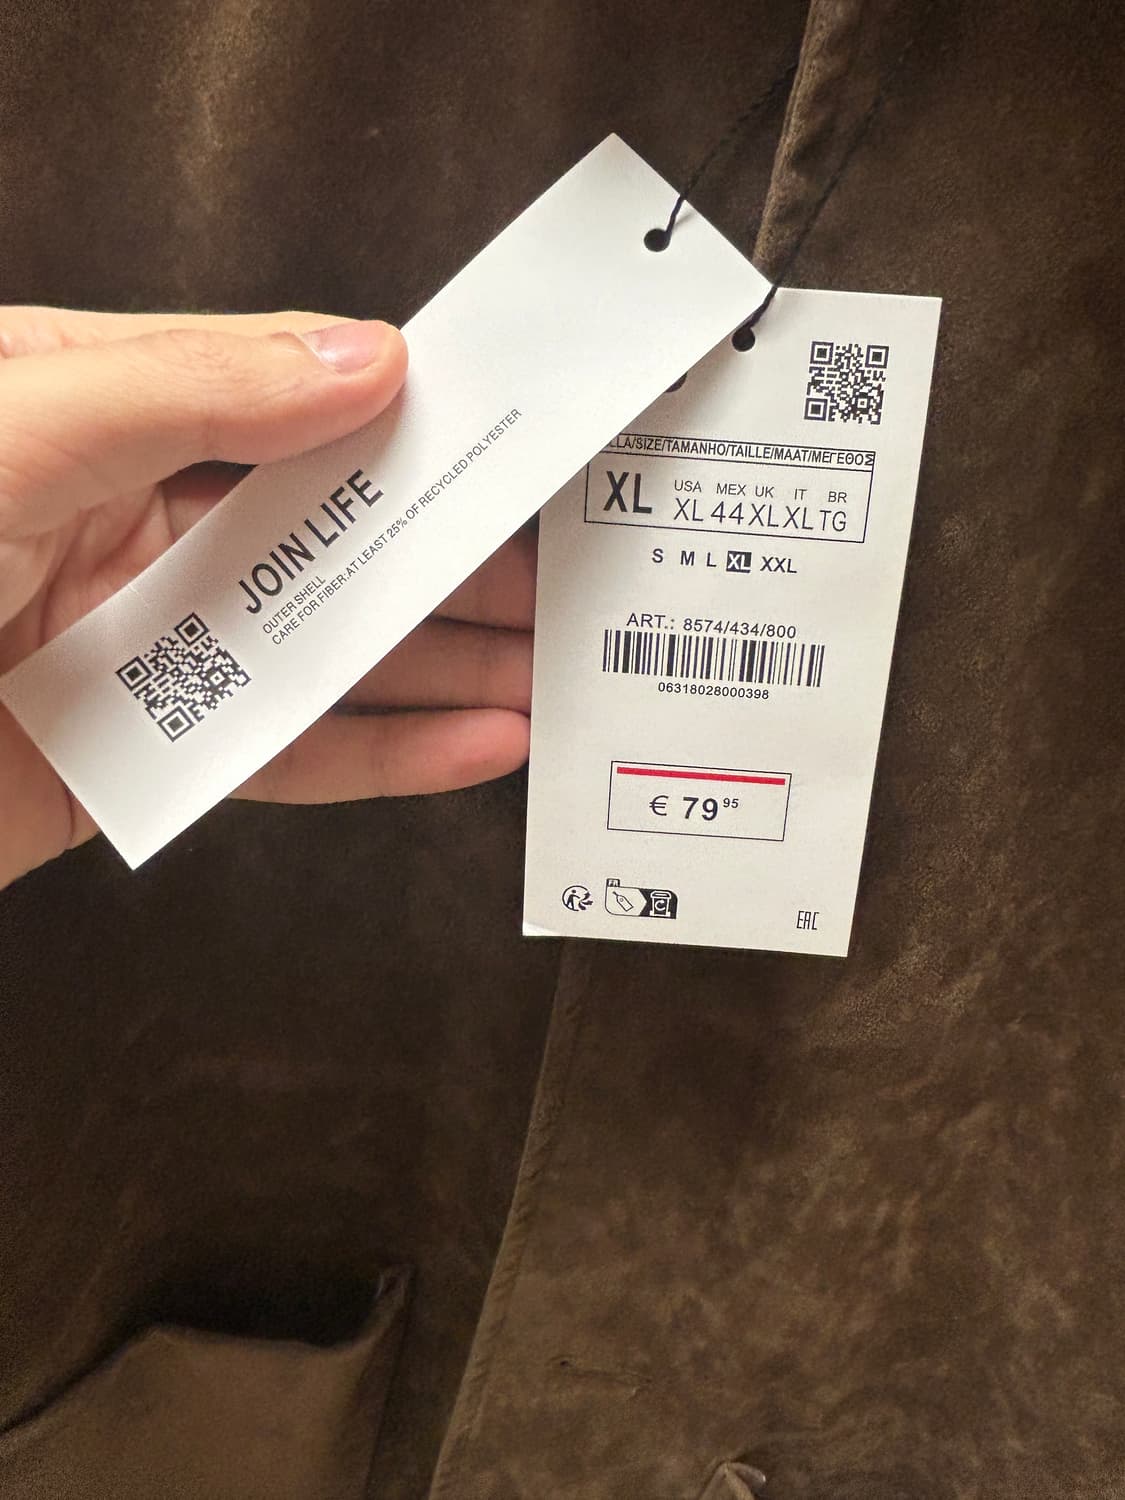 JOIN LIFE
OUTER SHELL
CARE FOR FIBER:AT LEAST 25% OF RECYCLED POLYESTER
LLA/SIZE/TAMANHO/TAILLE/MAAT/ΜΕΓΕΘΟΣ
XL
USA MEX UK IT BR
XL 44 XL XL TG
S M L XL XXL
ART.: 8574/434/800
06318028000398
€ 79 95
FR
EAC